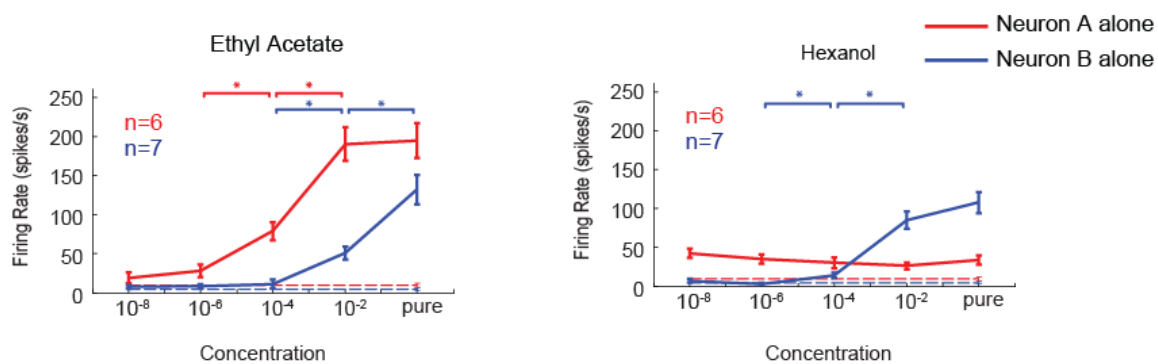 Neuron A alone
Neuron B alone
Ethyl Acetate
Firing Rate (spikes/s)
250
200
150
100
50
0
n=6
n=7
*
*
*
*
10-8
10-6
10-4
10-2
pure
Concentration
Hexanol
Firing Rate (spikes/s)
250
200
150
100
50
0
n=6
n=7
*
*
10-8
10-6
10-4
10-2
pure
Concentration